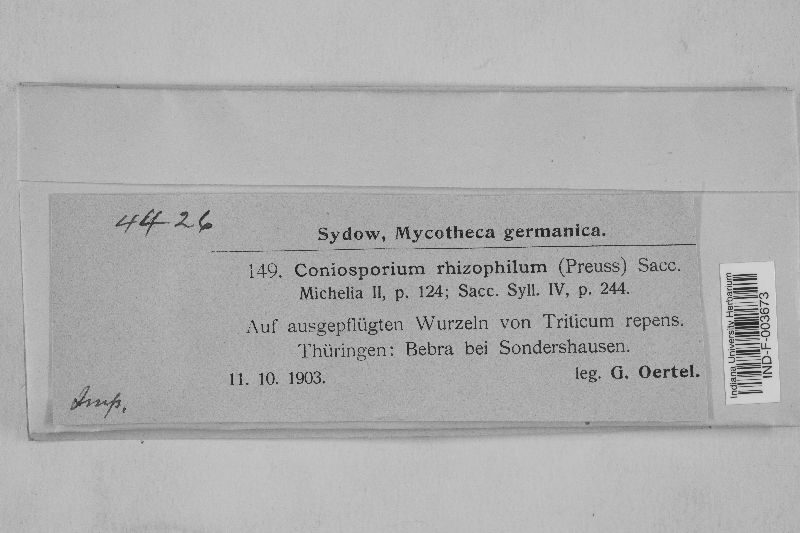 4426
Sydow, Mycotheca germanica.
149. Coniosporium rhizophilum (Preuss) Sacc.
Michelia II, p. 124; Sacc. Syll. IV, p. 244.
Auf ausgepflügten Wurzeln von Triticum repens.
Thüringen: Bebra bei Sondershausen.
11. 10. 1903. leg. G. Oertel.
Indiana University Herbarium
IND-F-003673